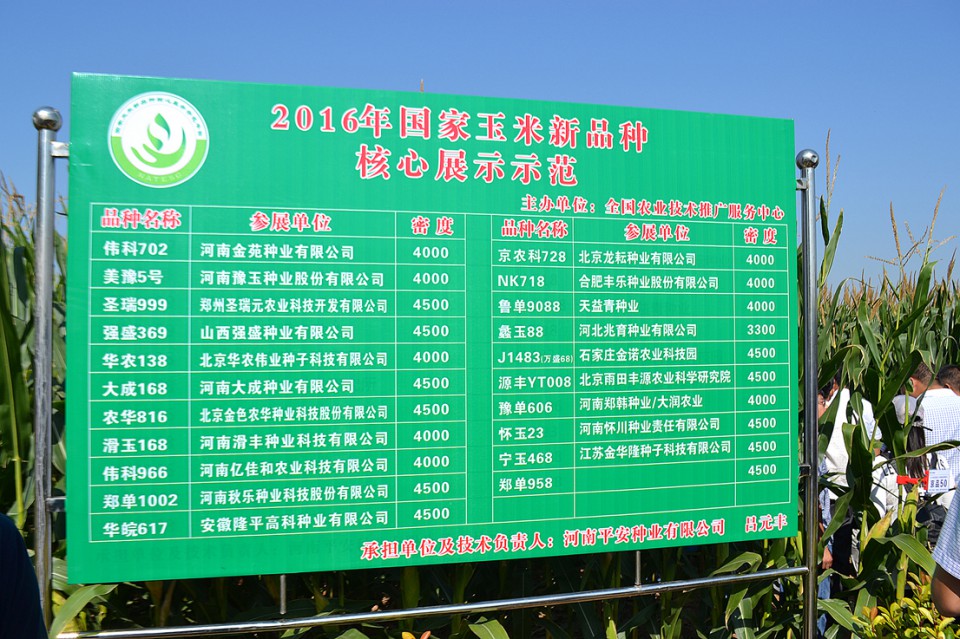 2016年国家玉米新品种
核心展示示范
主办单位：全国农业技术推广服务中心
NATESC
品种名称 参展单位 密度
伟科702 河南金苑种业有限公司 4000
美豫5号 河南豫玉种业股份有限公司 4000
圣瑞999 郑州圣瑞元农业科技开发有限公司 4500
强盛369 山西强盛种业有限公司 4500
华农138 北京华农伟业种子科技有限公司 4000
大成168 河南大成种业有限公司 4500
农华816 北京金色农华种业科技股份有限公司 4000
滑玉168 河南滑丰种业科技有限公司 4000
伟科966 河南亿佳和农业科技有限公司 4000
郑单1002 河南秋乐种业科技股份有限公司 4500
华皖617 安徽隆平高科种业有限公司 4500
品种名称 参展单位 密度
京农科728 北京龙耘种业有限公司 4000
NK718 合肥丰乐种业股份有限公司 4000
鲁单9088 天益青种业 4000
蠡玉88 河北兆育种业有限公司 3300
J1483(万盛68) 石家庄金诺农业科技园 4500
源丰YT008 北京雨田丰源农业科学研究院 4500
豫单606 河南郑韩种业/大润农业 4000
怀玉23 河南怀川种业责任有限公司 4500
宁玉468 江苏金华隆种子科技有限公司 4500
郑单958 4500
承担单位及技术负责人：河南平安种业有限公司 吕元丰